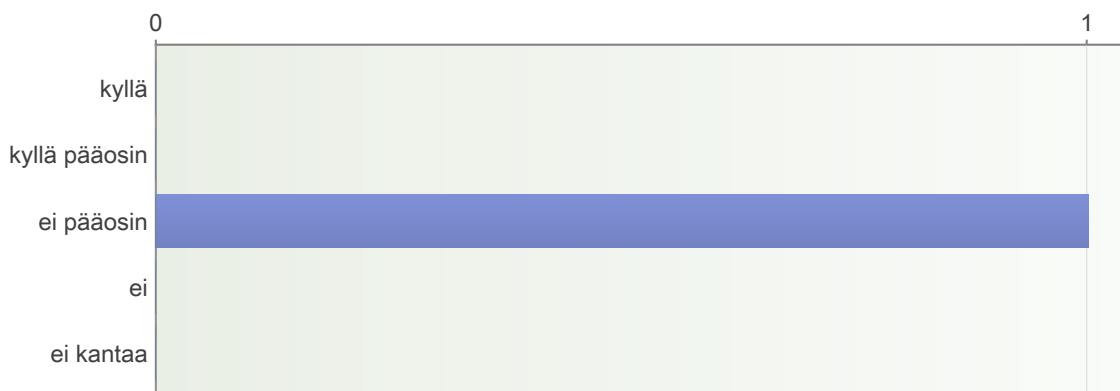 0 1
kyllä
kyllä pääosin
ei pääosin
ei
ei kantaa